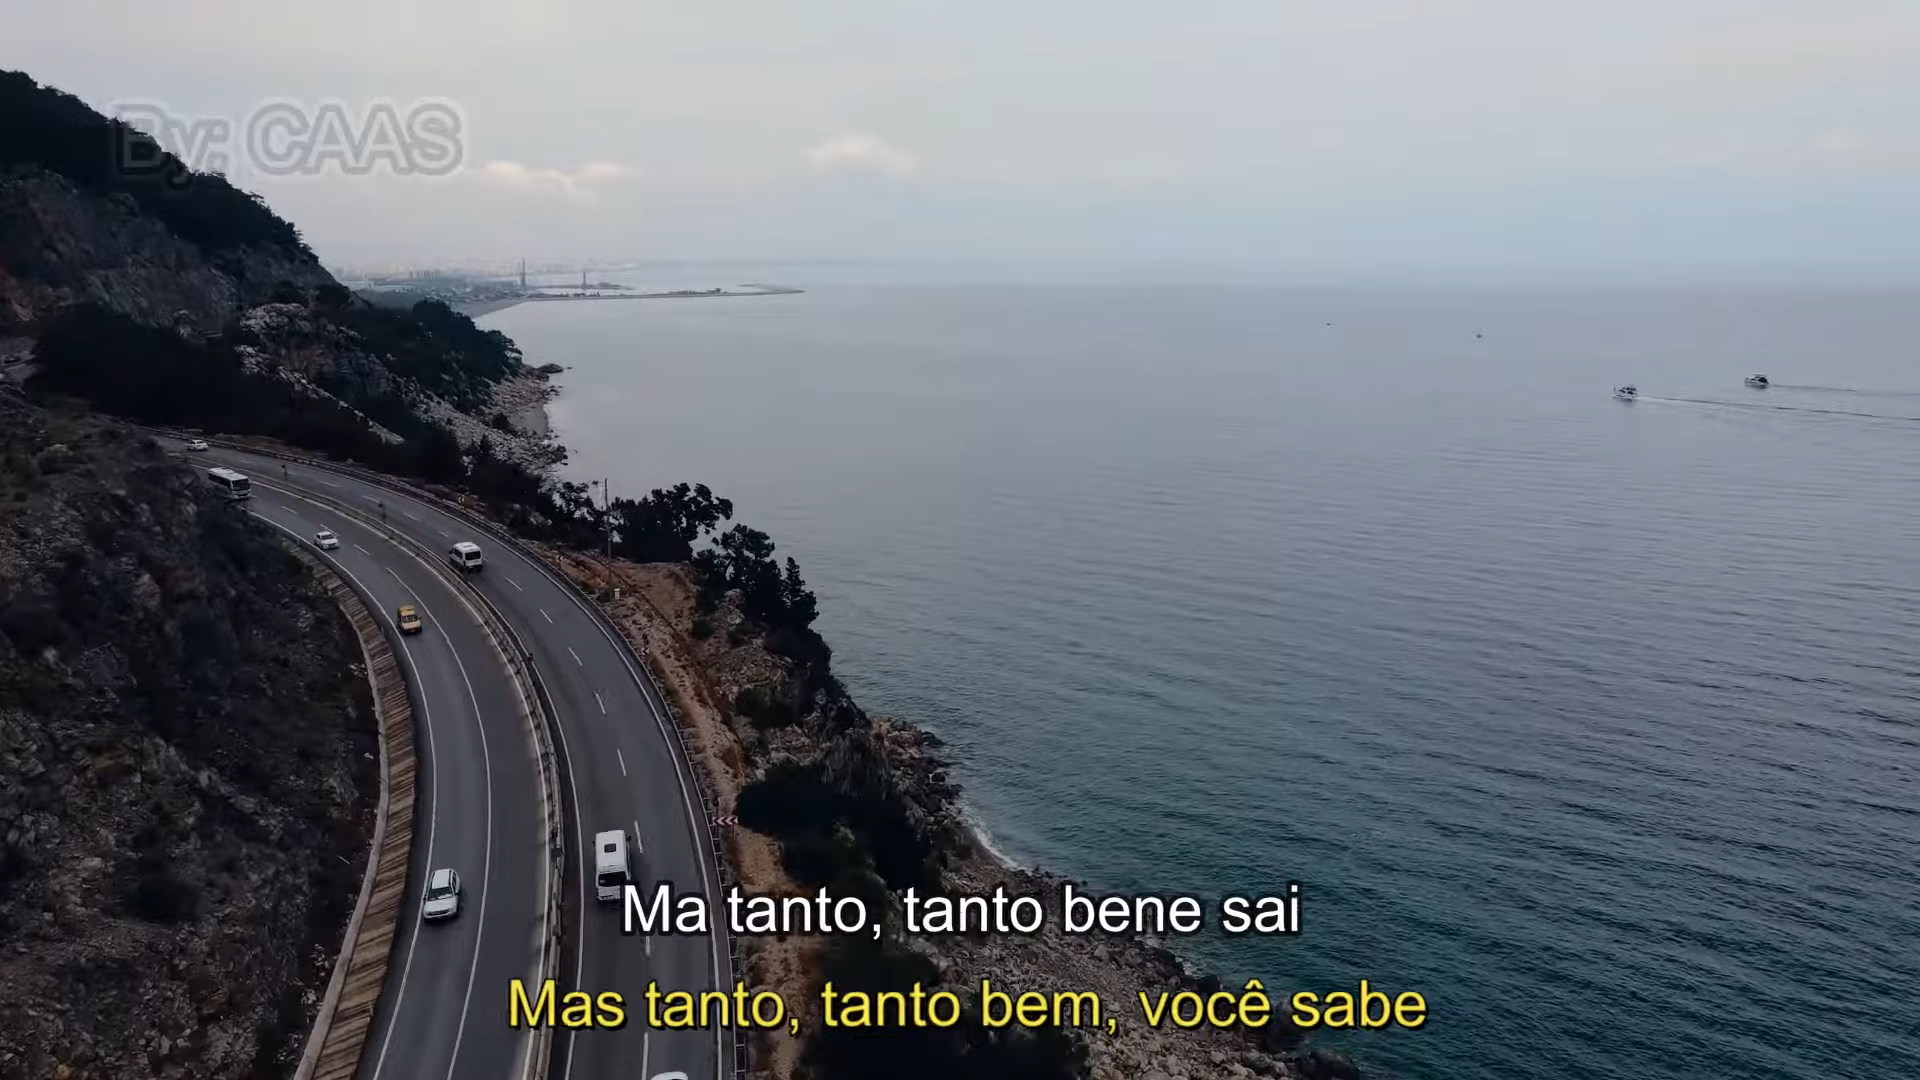 By: CAAS
Ma tanto, tanto bene sai
Mas tanto, tanto bem, você sabe